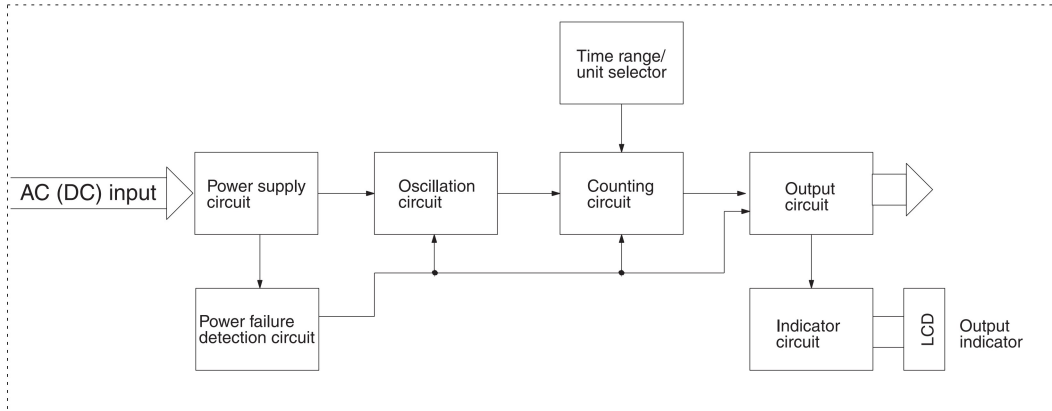 Time range/
unit selector
AC (DC) input
Power supply
circuit
Oscillation
circuit
Counting
circuit
Output
circuit
Power failure
detection circuit
Indicator
circuit
LCD
Output
indicator